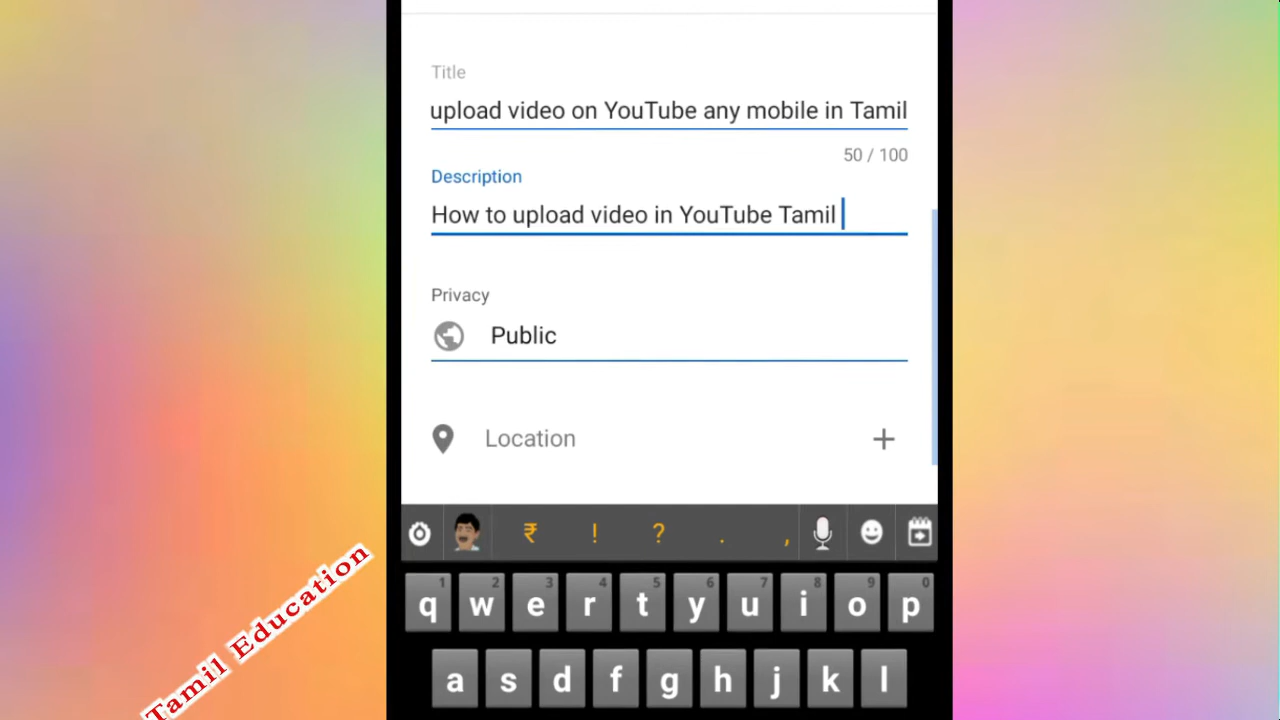 Title
upload video on YouTube any mobile in Tamil
50 / 100
Description
How to upload video in YouTube Tamil
Privacy
Public
Location +
₹ ! ? . ,
1 2 3 4 5 6 7 8 9 0
q w e r t y u i o p
a s d f g h j k l
Tamil Education